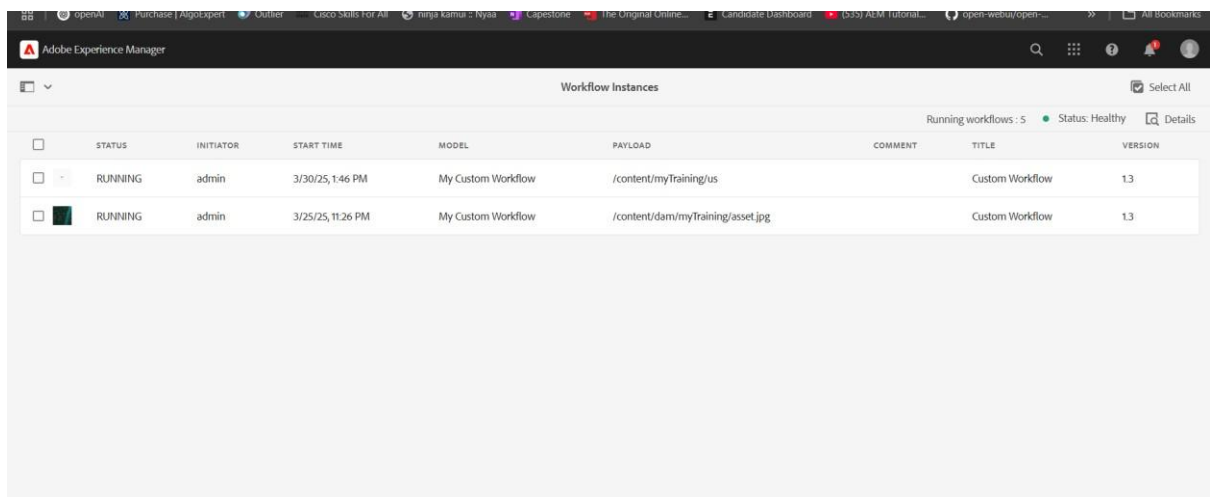 openAI Purchase | AlgoExpert Outlier Cisco Skills For All ninja kamui :: Nyaa Capestone The Original Online... Candidate Dashboard (535) AEM Tutorial... open-webui/open-... » All Bookmarks
Adobe Experience Manager
Workflow Instances Select All
Running workflows : 5 Status: Healthy Details
STATUS INITIATOR START TIME MODEL PAYLOAD COMMENT TITLE VERSION
RUNNING admin 3/30/25, 1:46 PM My Custom Workflow /content/myTraining/us Custom Workflow 1.3
RUNNING admin 3/25/25, 11:26 PM My Custom Workflow /content/dam/myTraining/asset.jpg Custom Workflow 1.3